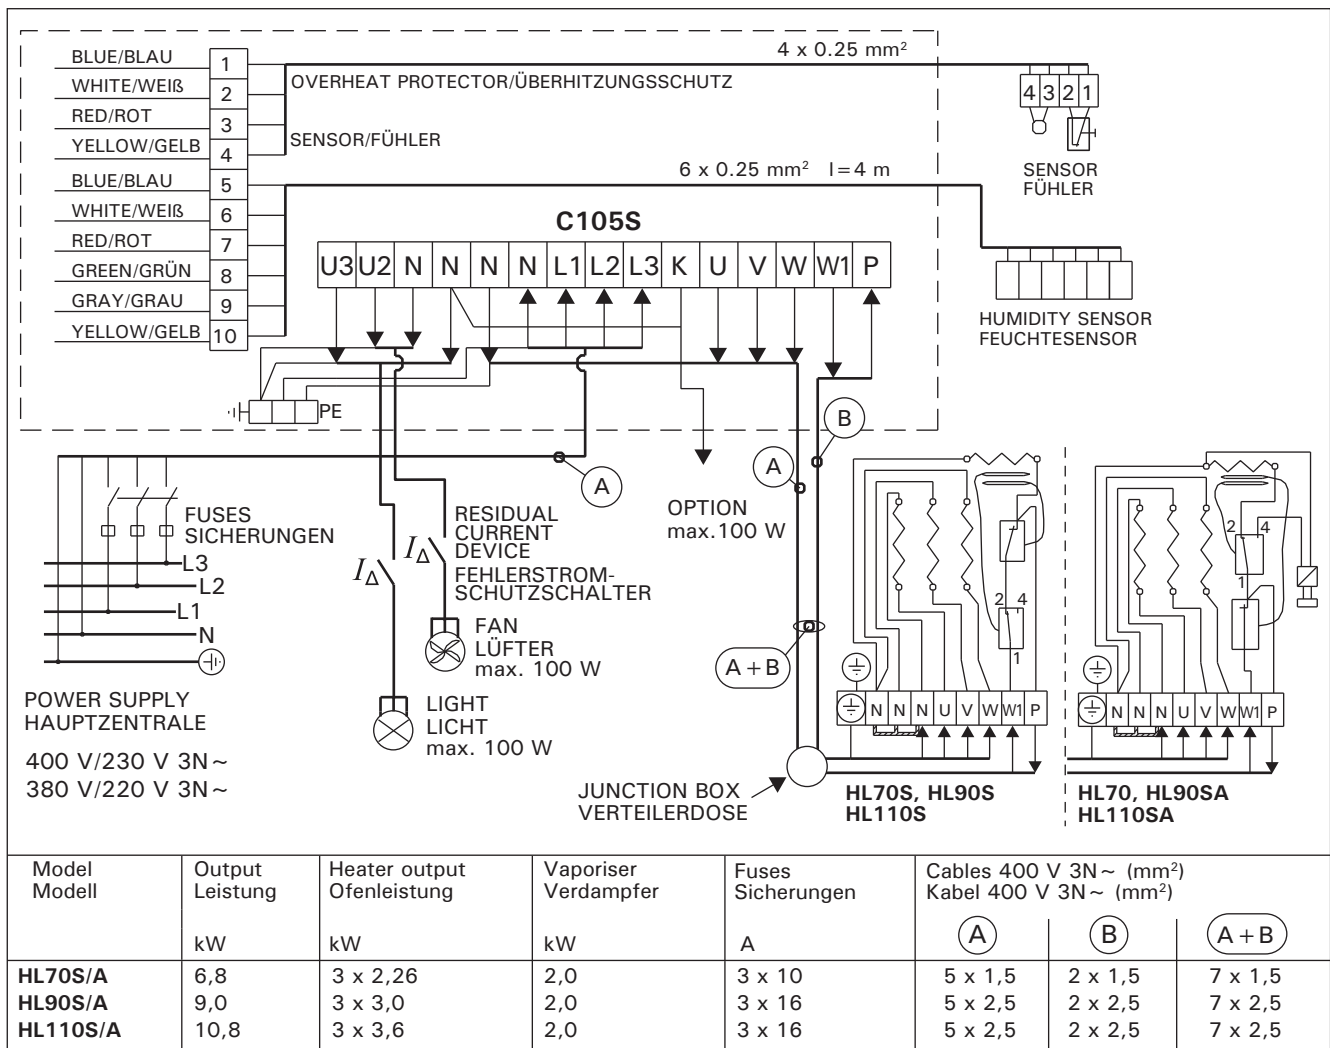 BLUE/BLAU 1
WHITE/WEIß 2
RED/ROT 3
YELLOW/GELB 4
BLUE/BLAU 5
WHITE/WEIß 6
RED/ROT 7
GREEN/GRÜN 8
GRAY/GRAU 9
YELLOW/GELB 10
4 x 0.25 mm²
OVERHEAT PROTECTOR/ÜBERHITZUNGSSCHUTZ
SENSOR/FÜHLER
4 3 2 1
SENSOR
FÜHLER
6 x 0.25 mm² l=4 m
C105S
U3 U2 N N N N L1 L2 L3 K U V W W1 P
HUMIDITY SENSOR
FEUCHTESENSOR
PE
A
B
A
OPTION
max.100 W
FUSES
SICHERUNGEN
L3
L2
L1
N
POWER SUPPLY
HAUPTZENTRALE
400 V/230 V 3N~
380 V/220 V 3N~
RESIDUAL
CURRENT
DEVICE
FEHLERSTROM-
SCHUTZSCHALTER
IΔ
IΔ
FAN
LÜFTER
max. 100 W
LIGHT
LICHT
max. 100 W
A+B
JUNCTION BOX
VERTEILERDOSE
2 4
1
N N N U V W W1 P
HL70S, HL90S
HL110S
2 4
1
N N N U V W W1 P
HL70, HL90SA
HL110SA
Model Output Heater output Vaporiser Fuses Cables 400 V 3N~ (mm²)
Modell Leistung Ofenleistung Verdampfer Sicherungen Kabel 400 V 3N~ (mm²)
kW kW kW A A B A+B
HL70S/A 6,8 3 x 2,26 2,0 3 x 10 5 x 1,5 2 x 1,5 7 x 1,5
HL90S/A 9,0 3 x 3,0 2,0 3 x 16 5 x 2,5 2 x 2,5 7 x 2,5
HL110S/A 10,8 3 x 3,6 2,0 3 x 16 5 x 2,5 2 x 2,5 7 x 2,5